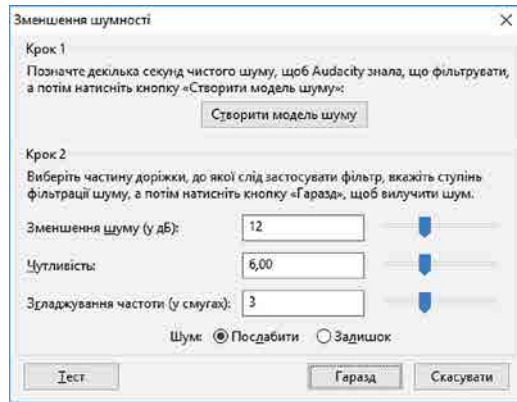 Зменшення шумності
Крок 1
Позначте декілька секунд чистого шуму, щоб Audacity знала, що фільтрувати,
а потім натисніть кнопку «Створити модель шуму»:
Створити модель шуму
Крок 2
Виберіть частину доріжки, до якої слід застосувати фільтр, вкажіть ступінь
фільтрації шуму, а потім натисніть кнопку «Гаразд», щоб вилучити шум.
Зменшення шуму (у дБ): 12
Чутливість: 6,00
Згладжування частоти (у смугах): 3
Шум: Послабити Залишок
Тест Гаразд Скасувати